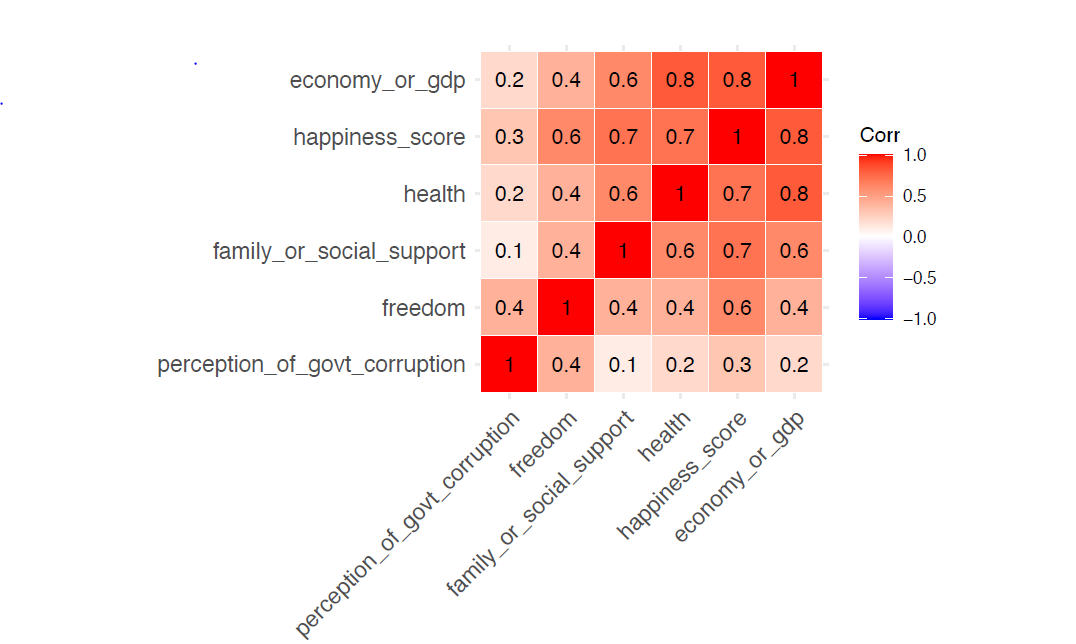 economy_or_gdp 0.2 0.4 0.6 0.8 0.8 1
happiness_score 0.3 0.6 0.7 0.7 1 0.8
health 0.2 0.4 0.6 1 0.7 0.8
family_or_social_support 0.1 0.4 1 0.6 0.7 0.6
freedom 0.4 1 0.4 0.4 0.6 0.4
perception_of_govt_corruption 1 0.4 0.1 0.2 0.3 0.2
perception_of_govt_corruption
freedom
family_or_social_support
health
happiness_score
economy_or_gdp
Corr
1.0
0.5
0.0
−0.5
−1.0